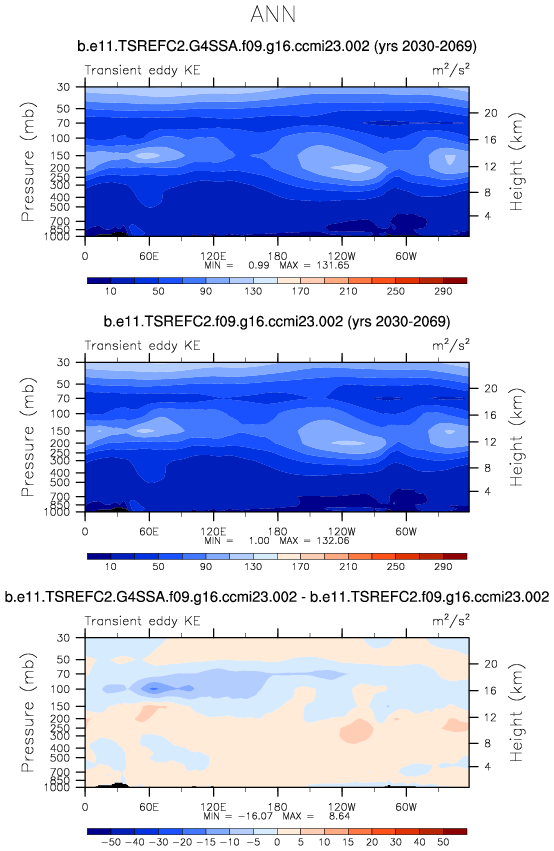 ANN
b.e11.TSREFC2.G4SSA.f09.g16.ccmi23.002 (yrs 2030-2069)
Transient eddy KE m²/s²
Pressure (mb)
30
50
70
100
150
200
250
300
400
500
700
850
1000
20
16
12
8
4
Height (km)
0 60E 120E 180 120W 60W
MIN = 0.99 MAX = 131.65
10 50 90 130 170 210 250 290
b.e11.TSREFC2.f09.g16.ccmi23.002 (yrs 2030-2069)
Transient eddy KE m²/s²
Pressure (mb)
30
50
70
100
150
200
250
300
400
500
700
850
1000
20
16
12
8
4
Height (km)
0 60E 120E 180 120W 60W
MIN = 1.00 MAX = 132.06
10 50 90 130 170 210 250 290
b.e11.TSREFC2.G4SSA.f09.g16.ccmi23.002 - b.e11.TSREFC2.f09.g16.ccmi23.002
Transient eddy KE m²/s²
Pressure (mb)
30
50
70
100
150
200
250
300
400
500
700
850
1000
20
16
12
8
4
Height (km)
0 60E 120E 180 120W 60W
MIN = -16.07 MAX = 8.64
-50 -40 -30 -20 -15 -10 -5 0 5 10 15 20 30 40 50